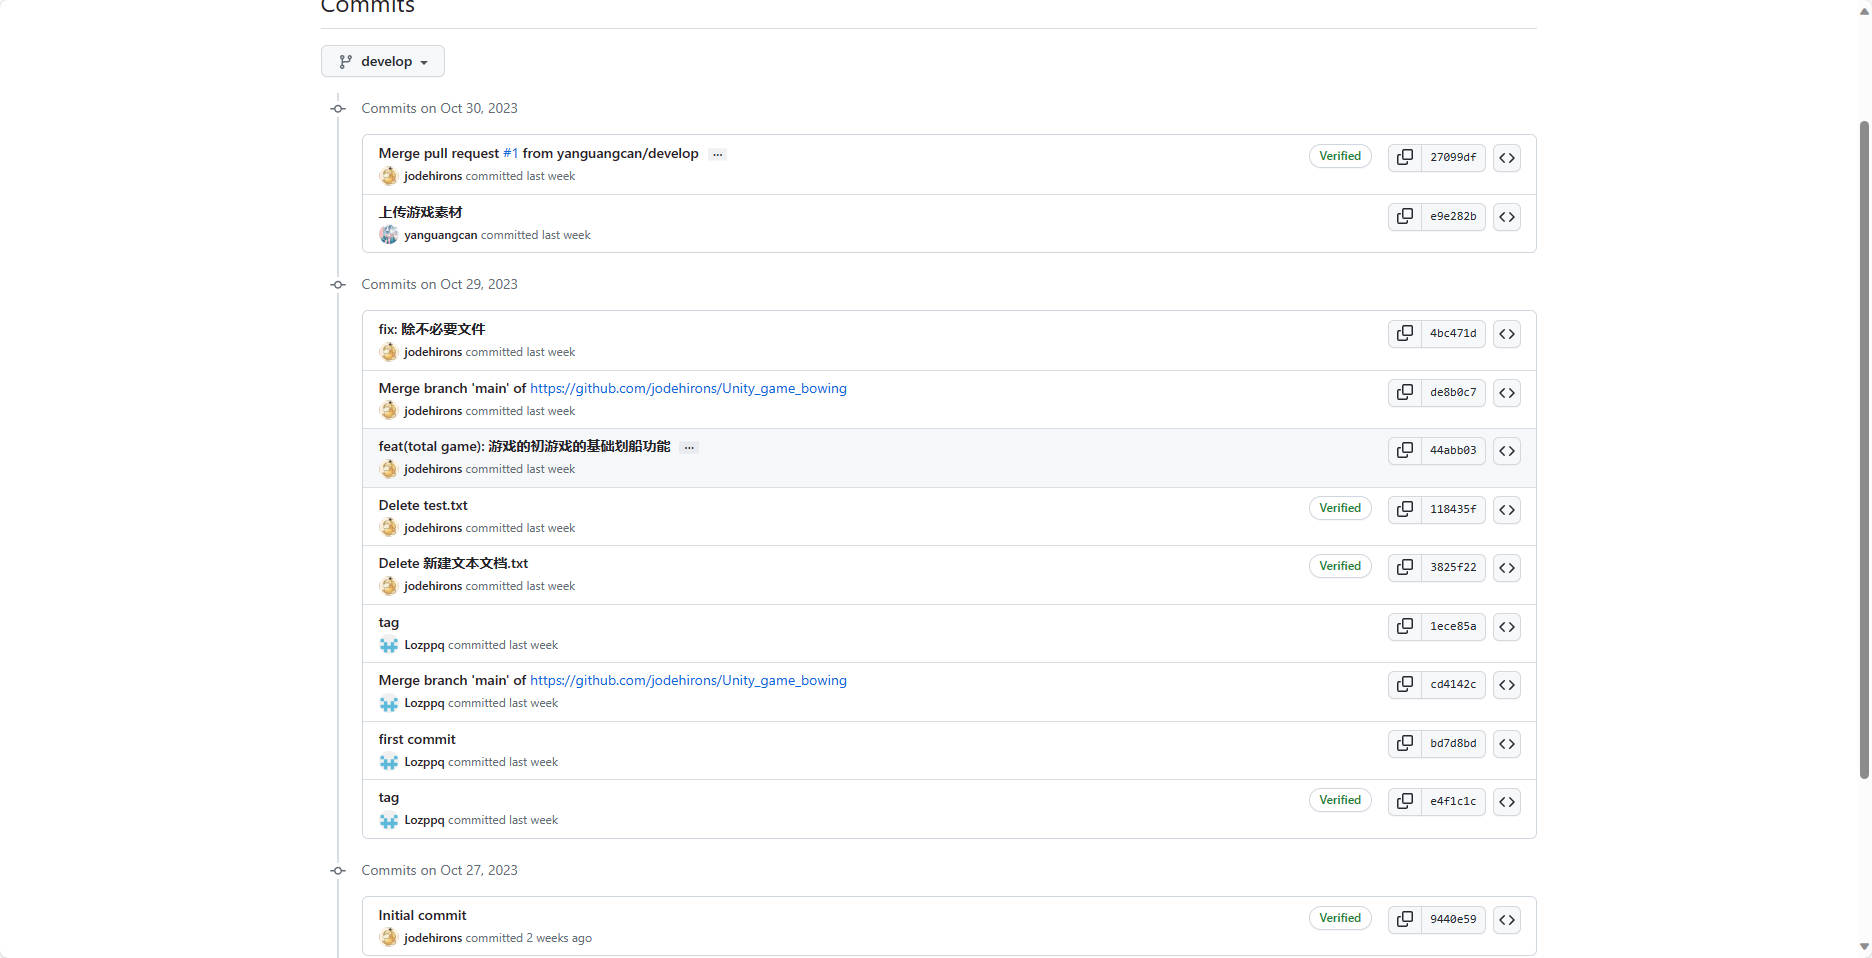 Commits
develop
Commits on Oct 30, 2023
Merge pull request #1 from yanguangcan/develop ...
Verified 27099df
jodehirons committed last week
上传游戏素材
e9e282b
yanguangcan committed last week
Commits on Oct 29, 2023
fix: 除不必要文件
4bc471d
jodehirons committed last week
Merge branch 'main' of https://github.com/jodehirons/Unity_game_bowing
de8b0c7
jodehirons committed last week
feat(total game): 游戏的初游戏的基础划船功能 ...
44abb03
jodehirons committed last week
Delete test.txt
Verified 118435f
jodehirons committed last week
Delete 新建文本文档.txt
Verified 3825f22
jodehirons committed last week
tag
1ece85a
Lozppq committed last week
Merge branch 'main' of https://github.com/jodehirons/Unity_game_bowing
cd4142c
Lozppq committed last week
first commit
bd7d8bd
Lozppq committed last week
tag
Verified e4f1c1c
Lozppq committed last week
Commits on Oct 27, 2023
Initial commit
Verified 9440e59
jodehirons committed 2 weeks ago